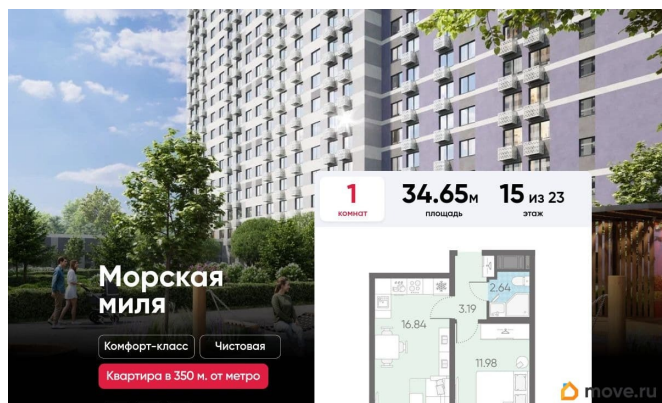 1
комнат
34.65м
площадь
15 из 23
этаж
Морская
миля
Комфорт-класс
Чистовая
Квартира в 350 м. от метро
2.64
3.19
16.84
11.98
move.ru